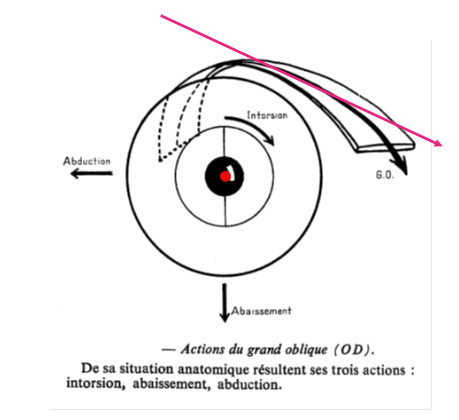 Intorsion
Abduction
G.O.
Abaissement
— Actions du grand oblique (OD).
De sa situation anatomique résultent ses trois actions :
intorsion, abaissement, abduction.